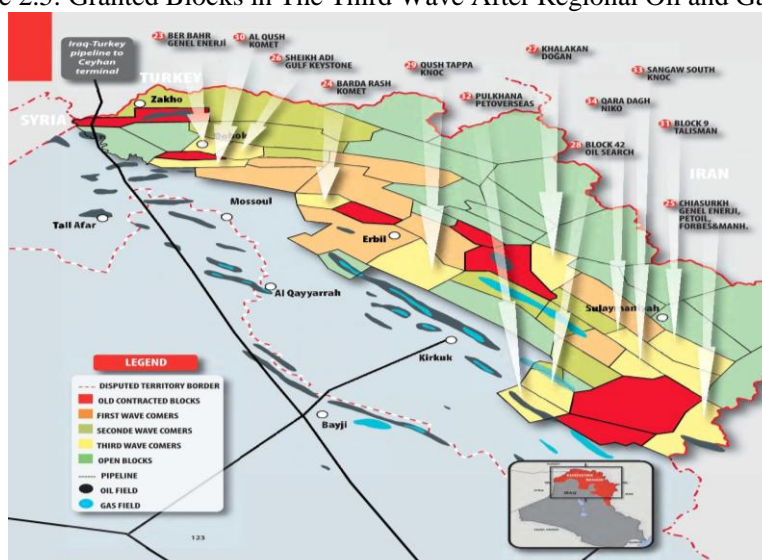 2.3: Granted Blocks in The Third Wave After Regional Oil and Ga
Iraq-Turkey
pipeline to
Ceyhan
terminal
23 BER BAHR
GENEL ENERJİ
30 AL QUSH
KOMET
26 SHEIKH ADI
GULF KEYSTONE
24 BARDA RASH
KOMET
29 QUSH TAPPA
KNOC
32 PULKHANA
PETOVERSEAS
27 KHALAKAN
DOĞAN
28 BLOCK 42
OIL SEARCH
34 QARA DAGH
NIKO
33 SANGAW SOUTH
KNOC
31 BLOCK 9
TALISMAN
25 CHIASURKH
GENEL ENERJI,
PETOIL,
FORBES&MANH.
TURKEY
SYRIA
IRAN
Zakho
Dahok
Mossoul
Tall Afar
Erbil
Al Qayyarrah
Sulaymaniyah
Kirkuk
Bayji
LEGEND
DISPUTED TERRITORY BORDER
OLD CONTRACTED BLOCKS
FIRST WAVE COMERS
SECONDE WAVE COMERS
THIRD WAVE COMERS
OPEN BLOCKS
PIPELINE
OIL FIELD
GAS FIELD
123
IRAQ